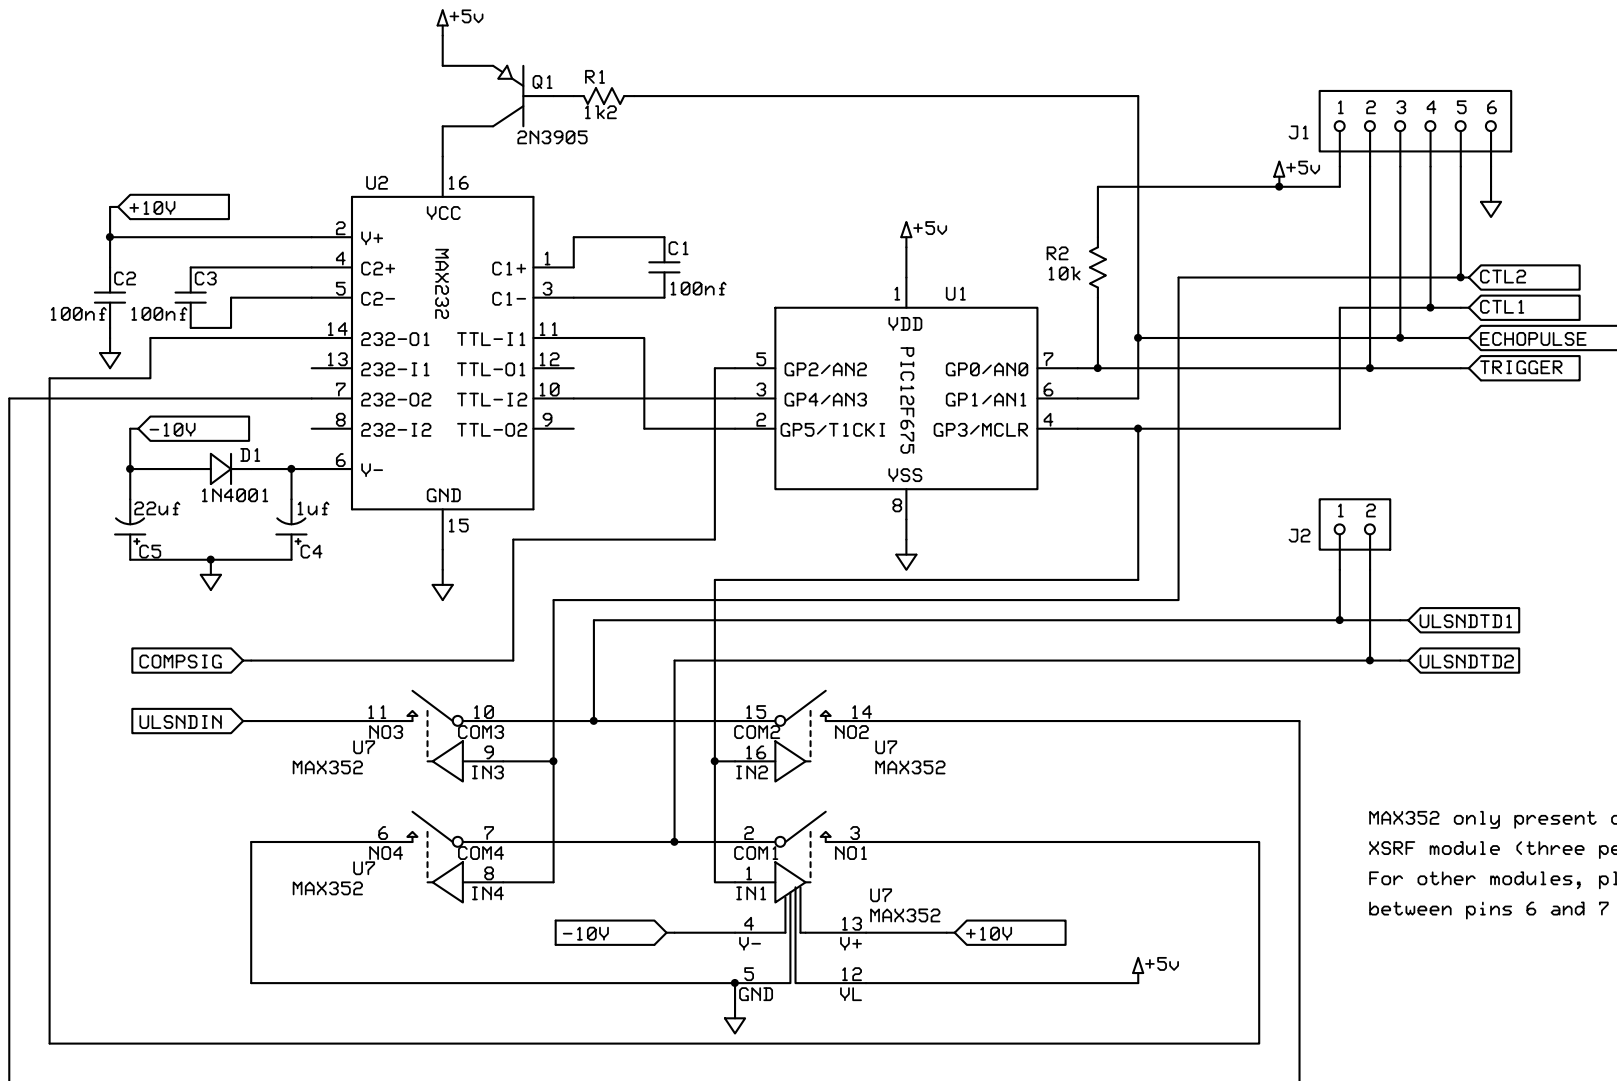 +5v
Q1
R1
1k2
2N3905
J1
1 2 3 4 5 6
+5v
U2
16
VCC
MAX232
+10V
2 V+
4 C2+
5 C2-
14 232-O1
13 232-I1
7 232-O2
8 232-I2
6 V-
C1+ 1
C1- 3
TTL-I1 11
TTL-O1 12
TTL-I2 10
TTL-O2 9
GND
15
C1
100nf
C2
100nf
C3
100nf
-10V
D1
1N4001
22uf
C5
1uf
C4
+
+
+5v
1
U1
VDD
PIC12F675
5 GP2/AN2
3 GP4/AN3
2 GP5/T1CKI
GP0/AN0 7
GP1/AN1 6
GP3/MCLR 4
VSS
8
R2
10k
CTL2
CTL1
ECHOPULSE
TRIGGER
J2
1 2
ULSNDTD1
ULSNDTD2
COMPSIG
ULSNDIN
11
NO3
10
COM3
U7
MAX352
9
IN3
15
COM2
14
NO2
16
IN2
U7
MAX352
6
NO4
7
COM4
U7
MAX352
8
IN4
2
COM1
3
NO1
1
IN1
U7
MAX352
-10V
4
V-
13
V+
+10V
5
GND
12
VL
+5v
MAX352 only present
XSRF module (three
For other modules,
between pins 6 and 7